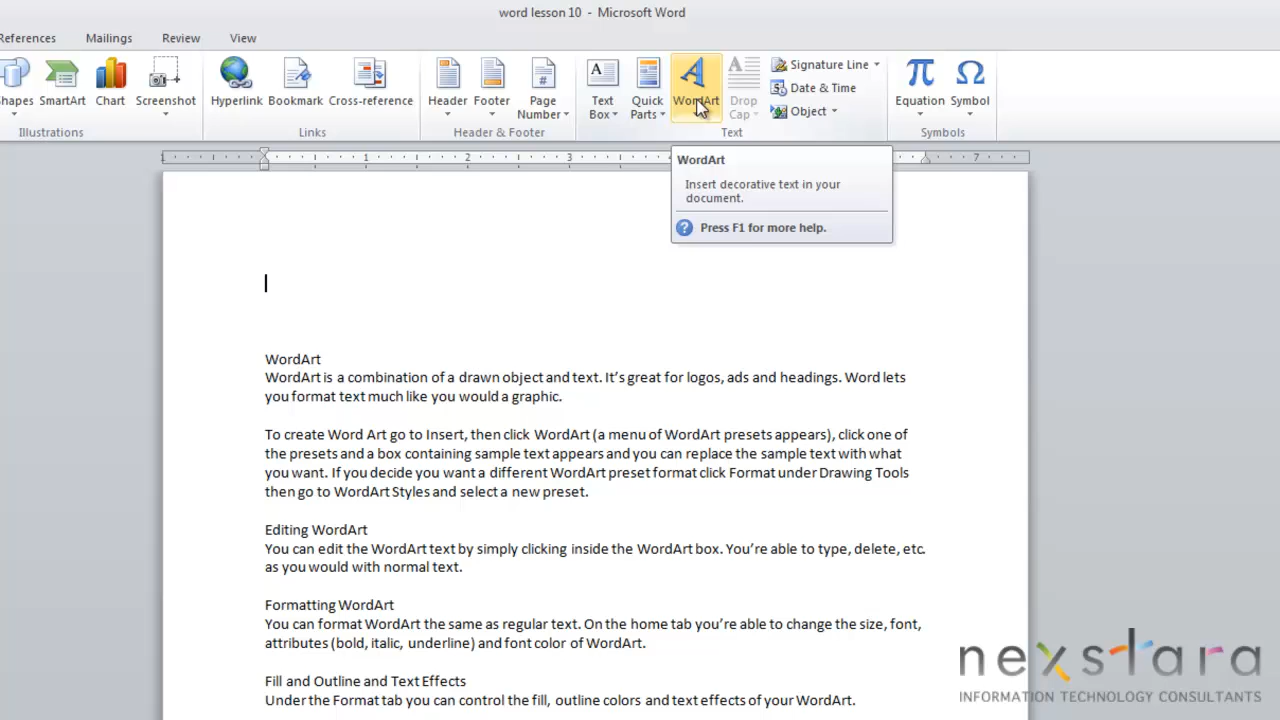 word lesson 10 - Microsoft Word
References Mailings Review View
Shapes SmartArt Chart Screenshot Hyperlink Bookmark Cross-reference Header Footer Page Number Text Box Quick Parts WordArt Drop Cap Signature Line Date & Time Object Equation Symbol
Illustrations Links Header & Footer Text Symbols
1 1 2 3 7
WordArt
Insert decorative text in your
document.
Press F1 for more help.
WordArt
WordArt is a combination of a drawn object and text. It's great for logos, ads and headings. Word lets
you format text much like you would a graphic.
To create Word Art go to Insert, then click WordArt (a menu of WordArt presets appears), click one of
the presets and a box containing sample text appears and you can replace the sample text with what
you want. If you decide you want a different WordArt preset format click Format under Drawing Tools
then go to WordArt Styles and select a new preset.
Editing WordArt
You can edit the WordArt text by simply clicking inside the WordArt box. You're able to type, delete, etc.
as you would with normal text.
Formatting WordArt
You can format WordArt the same as regular text. On the home tab you're able to change the size, font,
attributes (bold, italic, underline) and font color of WordArt.
Fill and Outline and Text Effects
Under the Format tab you can control the fill, outline colors and text effects of your WordArt.
nexstara
INFORMATION TECHNOLOGY CONSULTANTS